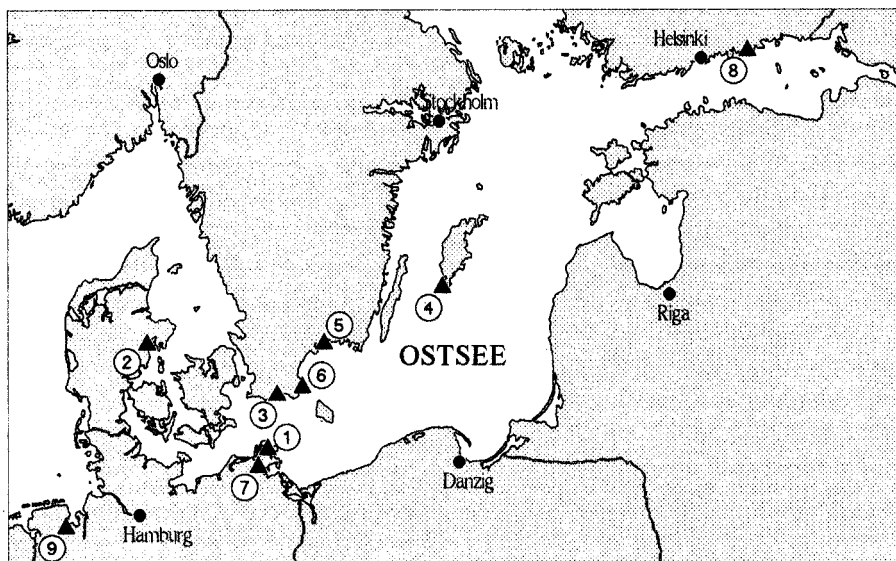 Oslo
Helsinki
8
Stockholm
4
Riga
5
2
OSTSEE
6
3
1
7
Danzig
Hamburg
9